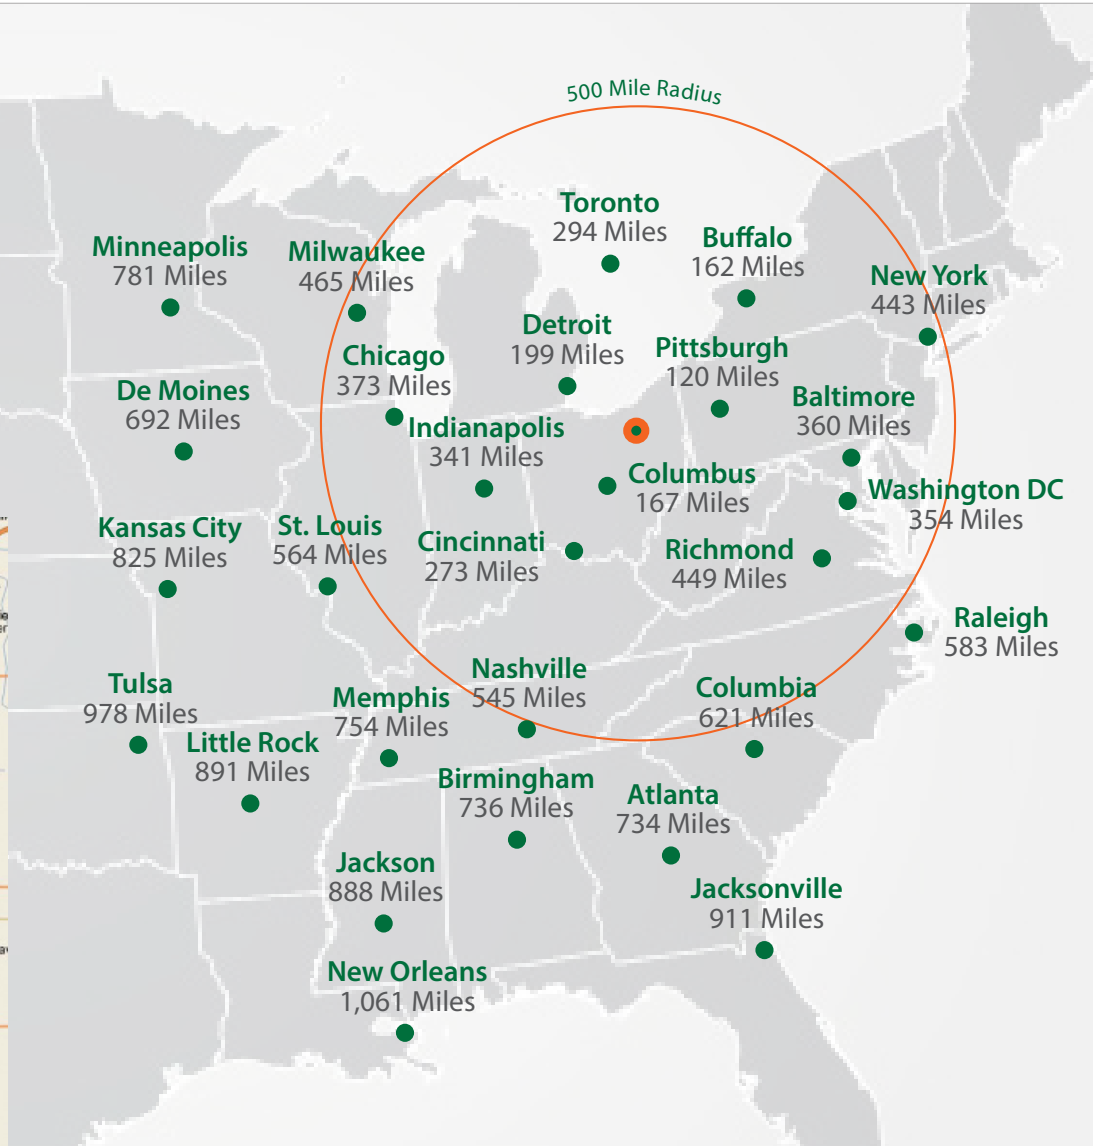 500 Mile Radius
Toronto
294 Miles
Buffalo
162 Miles
Minneapolis
781 Miles
Milwaukee
465 Miles
New York
443 Miles
Detroit
199 Miles
Pittsburgh
120 Miles
Chicago
373 Miles
De Moines
692 Miles
Baltimore
360 Miles
Indianapolis
341 Miles
Columbus
167 Miles
Washington DC
354 Miles
Kansas City
825 Miles
St. Louis
564 Miles
Cincinnati
273 Miles
Richmond
449 Miles
Raleigh
583 Miles
Nashville
545 Miles
Tulsa
978 Miles
Memphis
754 Miles
Columbia
621 Miles
Little Rock
891 Miles
Birmingham
736 Miles
Atlanta
734 Miles
Jackson
888 Miles
Jacksonville
911 Miles
New Orleans
1,061 Miles